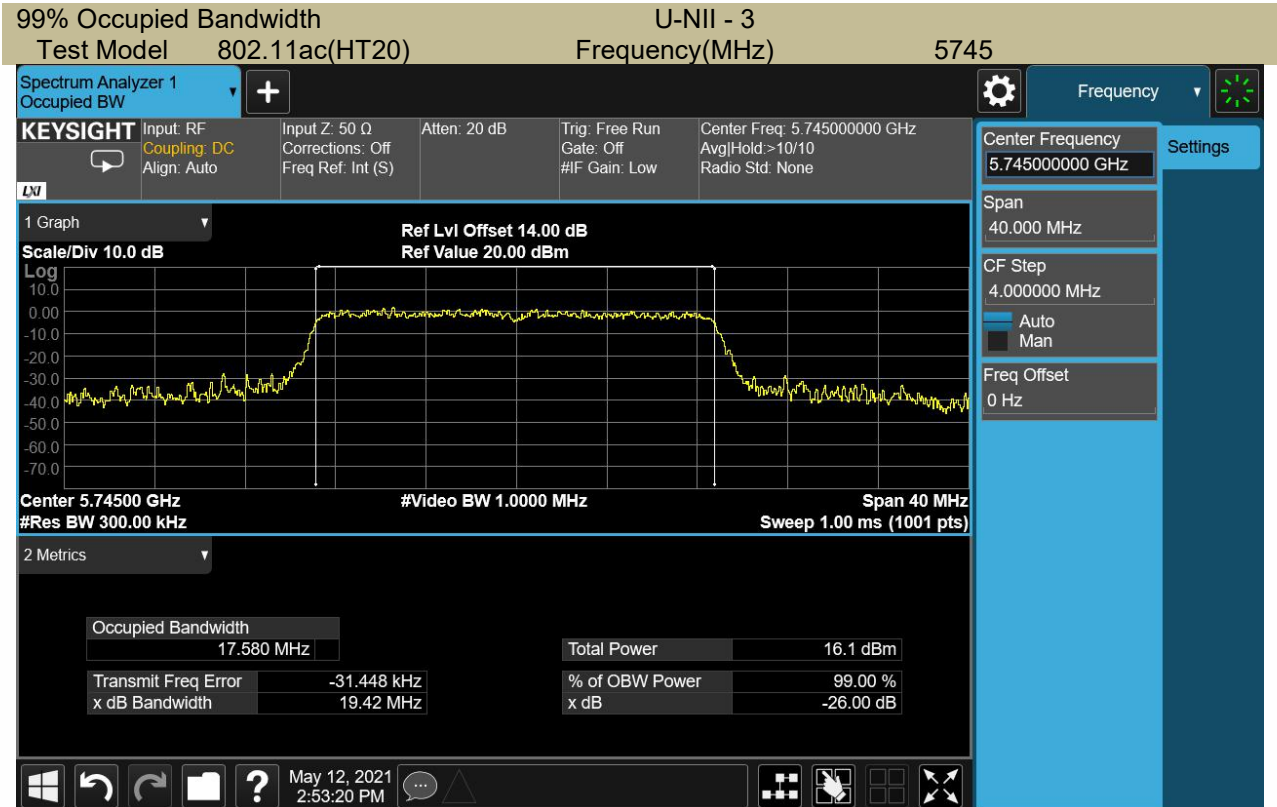 99% Occupied Bandwidth U-NII - 3
Test Model 802.11ac(HT20) Frequency(MHz) 5745
Spectrum Analyzer 1
Occupied BW
+
Frequency
KEYSIGHT
LXI
Input: RF
Coupling: DC
Align: Auto
Input Z: 50 Ω
Corrections: Off
Freq Ref: Int (S)
Atten: 20 dB
Trig: Free Run
Gate: Off
#IF Gain: Low
Center Freq: 5.745000000 GHz
Avg|Hold:>10/10
Radio Std: None
Center Frequency
5.745000000 GHz
Settings
Span
40.000 MHz
CF Step
4.000000 MHz
Auto
Man
Freq Offset
0 Hz
1 Graph
Scale/Div 10.0 dB
Ref Lvl Offset 14.00 dB
Ref Value 20.00 dBm
Log
10.0
0.00
-10.0
-20.0
-30.0
-40.0
-50.0
-60.0
-70.0
Center 5.74500 GHz #Video BW 1.0000 MHz Span 40 MHz
#Res BW 300.00 kHz Sweep 1.00 ms (1001 pts)
2 Metrics
Occupied Bandwidth
17.580 MHz
Total Power 16.1 dBm
Transmit Freq Error -31.448 kHz % of OBW Power 99.00 %
x dB Bandwidth 19.42 MHz x dB -26.00 dB
?
May 12, 2021
2:53:20 PM